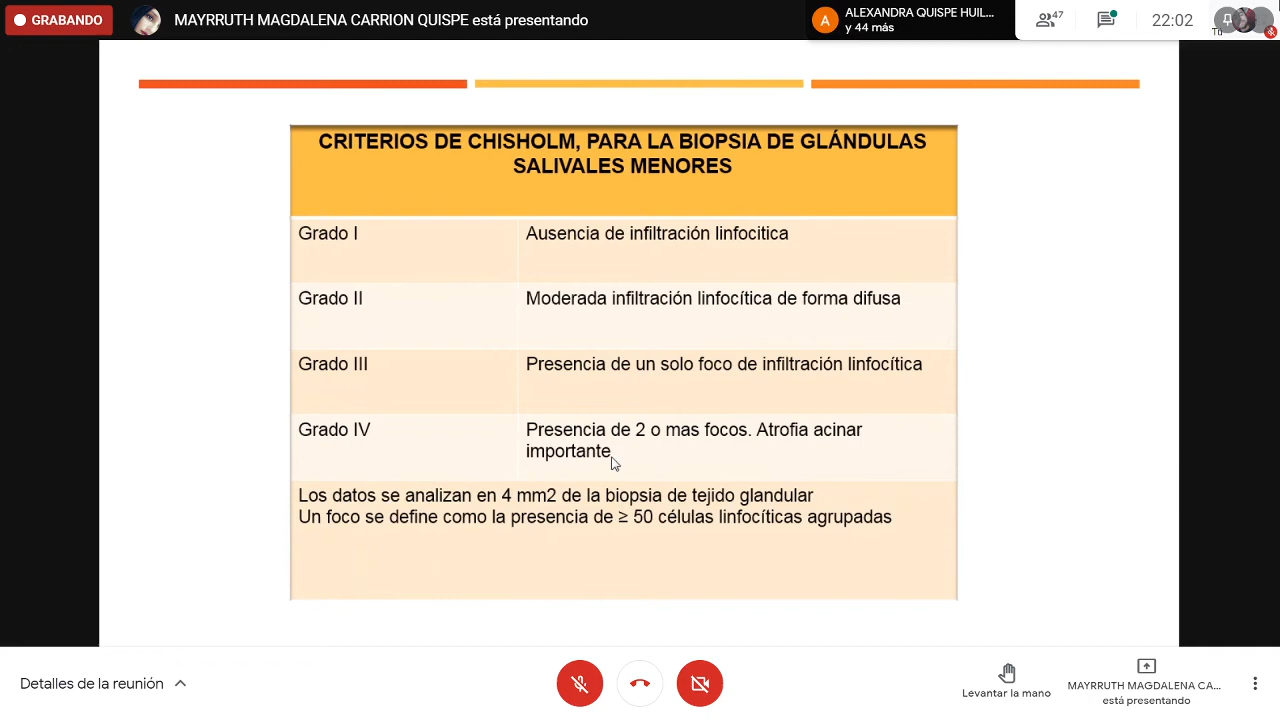 GRABANDO
MAYRRUTH MAGDALENA CARRION QUISPE está presentando
A
ALEXANDRA QUISPE HUIL...
y 44 más
47
22:02
Tú
CRITERIOS DE CHISHOLM, PARA LA BIOPSIA DE GLÁNDULAS
SALIVALES MENORES
Grado I
Ausencia de infiltración linfocitica
Grado II
Moderada infiltración linfocítica de forma difusa
Grado III
Presencia de un solo foco de infiltración linfocítica
Grado IV
Presencia de 2 o mas focos. Atrofia acinar
importante
Los datos se analizan en 4 mm2 de la biopsia de tejido glandular
Un foco se define como la presencia de ≥ 50 células linfocíticas agrupadas
Detalles de la reunión
Levantar la mano
MAYRRUTH MAGDALENA CA...
está presentando